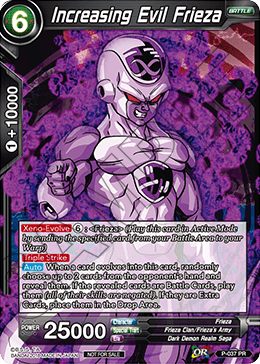 6
Increasing Evil Frieza
BATTLE
+10000
Xeno-Evolve 6 : <Frieza> (Play this card in Active Mode
by sending the specified card from your Battle Area to your
Warp)
Triple Strike
Auto When a card evolves into this card, randomly
choose up to 2 cards from the opponent's hand and
reveal them. If the revealed cards are Battle Cards, play
them (all of their skills are negated). If they are Extra
Cards, place them in the Drop Area.
POWER 25000
Frieza
Frieza Clan/Frieza's Army
Dark Demon Realm Saga
NOT FOR SALE
P-037 PR